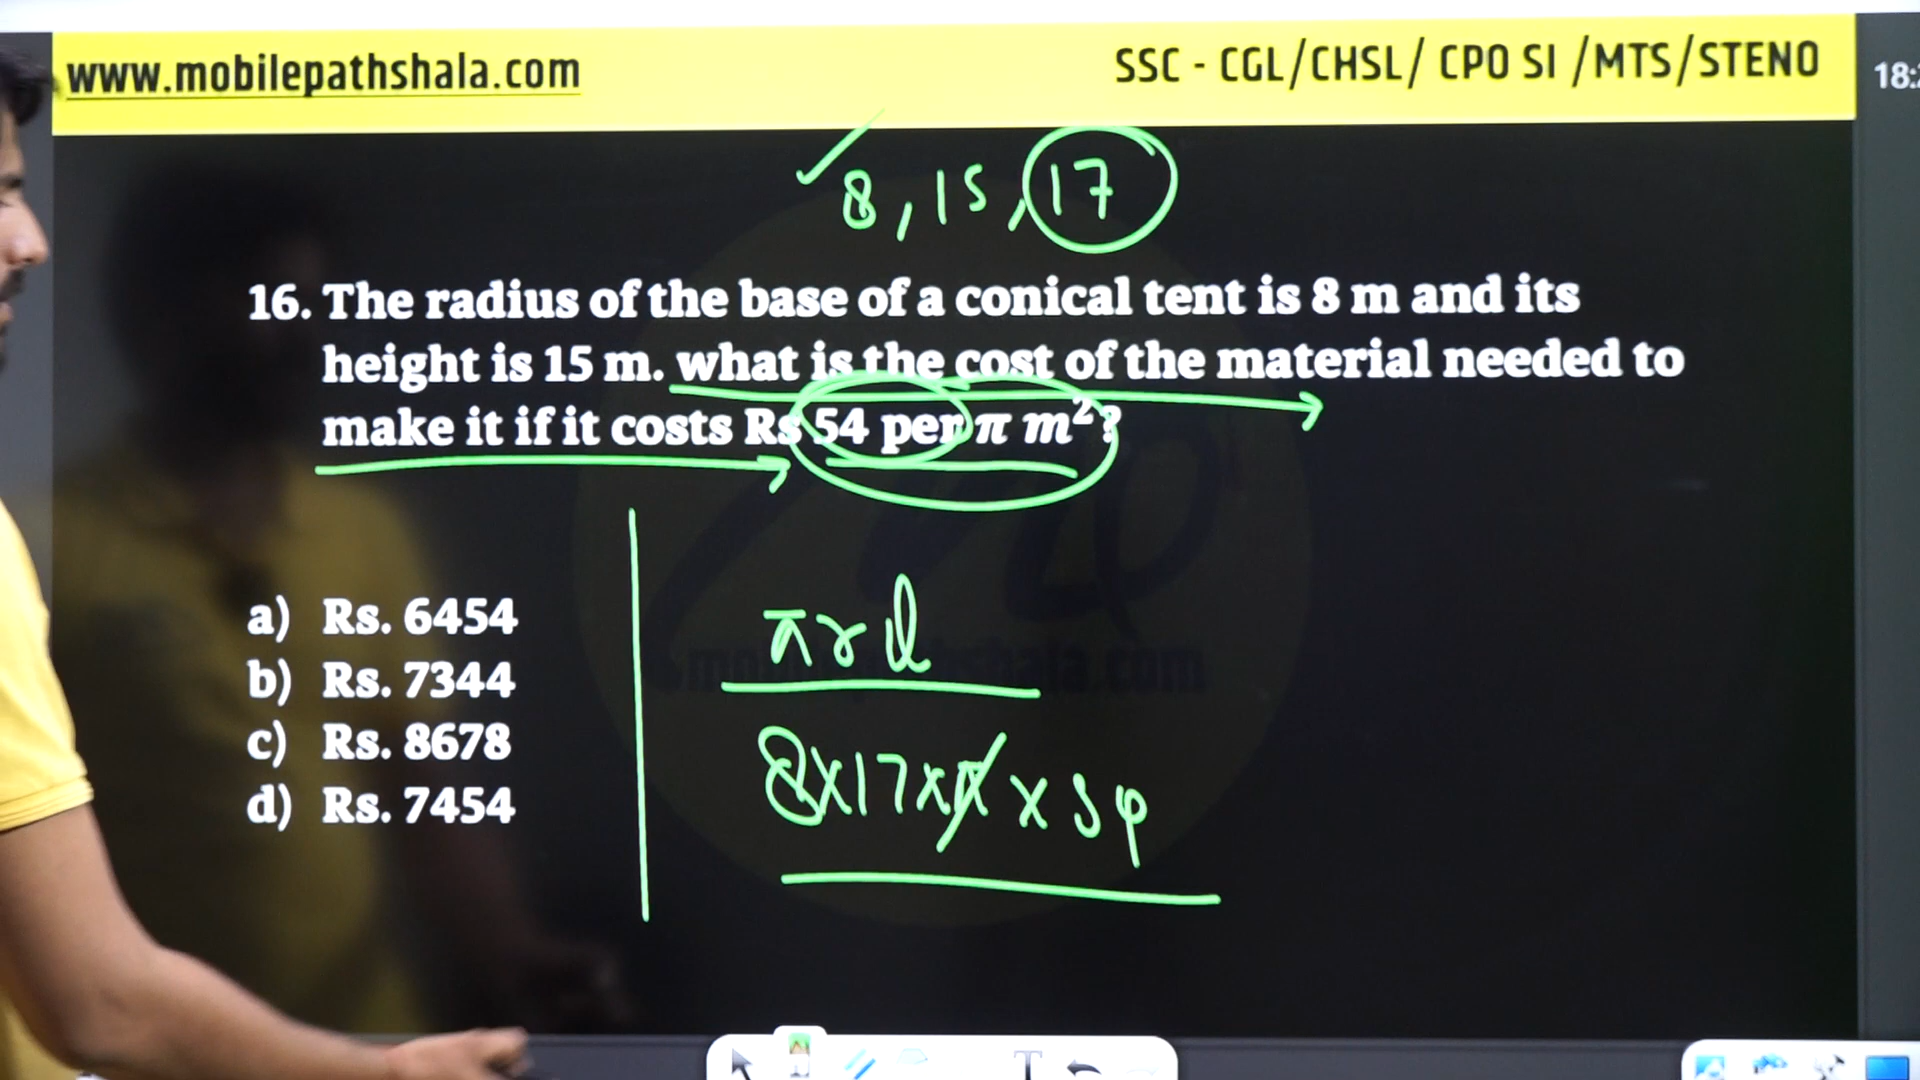 www.mobilepathshala.com
SSC - CGL/CHSL/ CPO SI /MTS/STENO
8, 15, 17
16. The radius of the base of a conical tent is 8 m and its
height is 15 m. what is the cost of the material needed to
make it if it costs Rs 54 per π m²?
a) Rs. 6454
b) Rs. 7344
c) Rs. 8678
d) Rs. 7454
πrl
8×17×π×54